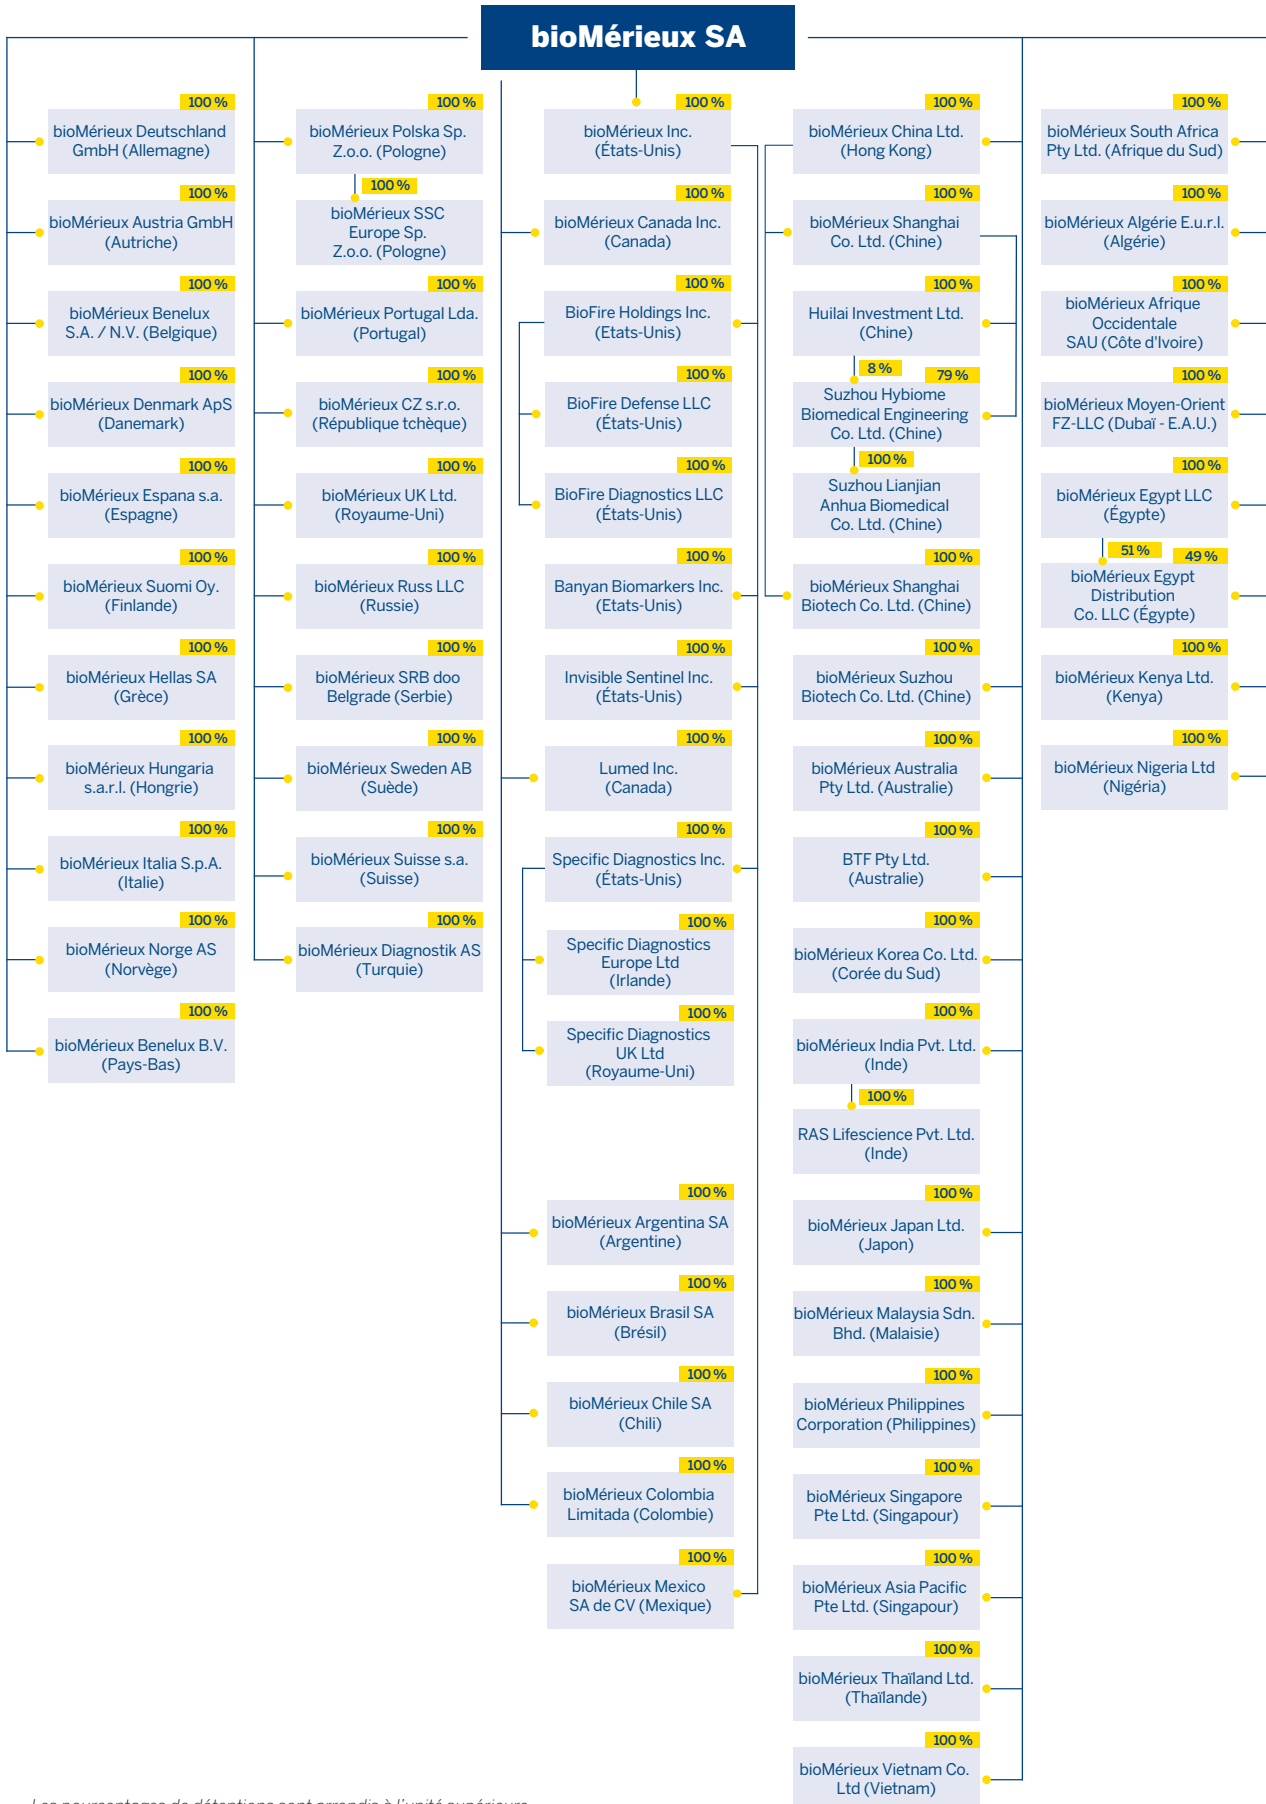 bioMérieux SA
100 %
bioMérieux Deutschland
GmbH (Allemagne)
100 %
bioMérieux Austria GmbH
(Autriche)
100 %
bioMérieux Benelux
S.A. / N.V. (Belgique)
100 %
bioMérieux Denmark ApS
(Danemark)
100 %
bioMérieux Espana s.a.
(Espagne)
100 %
bioMérieux Suomi Oy.
(Finlande)
100 %
bioMérieux Hellas SA
(Grèce)
100 %
bioMérieux Hungaria
s.a.r.l. (Hongrie)
100 %
bioMérieux Italia S.p.A.
(Italie)
100 %
bioMérieux Norge AS
(Norvège)
100 %
bioMérieux Benelux B.V.
(Pays-Bas)
100 %
bioMérieux Polska Sp.
Z.o.o. (Pologne)
100 %
bioMérieux SSC
Europe Sp.
Z.o.o. (Pologne)
100 %
bioMérieux Portugal Lda.
(Portugal)
100 %
bioMérieux CZ s.r.o.
(République tchèque)
100 %
bioMérieux UK Ltd.
(Royaume-Uni)
100 %
bioMérieux Russ LLC
(Russie)
100 %
bioMérieux SRB doo
Belgrade (Serbie)
100 %
bioMérieux Sweden AB
(Suède)
100 %
bioMérieux Suisse s.a.
(Suisse)
100 %
bioMérieux Diagnostik AS
(Turquie)
100 %
bioMérieux Inc.
(États-Unis)
100 %
bioMérieux Canada Inc.
(Canada)
100 %
BioFire Holdings Inc.
(Etats-Unis)
100 %
BioFire Defense LLC
(États-Unis)
100 %
BioFire Diagnostics LLC
(États-Unis)
100 %
Banyan Biomarkers Inc.
(Etats-Unis)
100 %
Invisible Sentinel Inc.
(États-Unis)
100 %
Lumed Inc.
(Canada)
100 %
Specific Diagnostics Inc.
(États-Unis)
100 %
Specific Diagnostics
Europe Ltd
(Irlande)
100 %
Specific Diagnostics
UK Ltd
(Royaume-Uni)
100 %
bioMérieux Argentina SA
(Argentine)
100 %
bioMérieux Brasil SA
(Brésil)
100 %
bioMérieux Chile SA
(Chili)
100 %
bioMérieux Colombia
Limitada (Colombie)
100 %
bioMérieux Mexico
SA de CV (Mexique)
100 %
bioMérieux China Ltd.
(Hong Kong)
100 %
bioMérieux Shanghai
Co. Ltd. (Chine)
100 %
Huilai Investment Ltd.
(Chine)
8 %
79 %
Suzhou Hybiome
Biomedical Engineering
Co. Ltd. (Chine)
100 %
Suzhou Lianjian
Anhua Biomedical
Co. Ltd. (Chine)
100 %
bioMérieux Shanghai
Biotech Co. Ltd. (Chine)
100 %
bioMérieux Suzhou
Biotech Co. Ltd. (Chine)
100 %
bioMérieux Australia
Pty Ltd. (Australie)
100 %
BTF Pty Ltd.
(Australie)
100 %
bioMérieux Korea Co. Ltd.
(Corée du Sud)
100 %
bioMérieux India Pvt. Ltd.
(Inde)
100 %
RAS Lifescience Pvt. Ltd.
(Inde)
100 %
bioMérieux Japan Ltd.
(Japon)
100 %
bioMérieux Malaysia Sdn.
Bhd. (Malaisie)
100 %
bioMérieux Philippines
Corporation (Philippines)
100 %
bioMérieux Singapore
Pte Ltd. (Singapour)
100 %
bioMérieux Asia Pacific
Pte Ltd. (Singapour)
100 %
bioMérieux Thaïland Ltd.
(Thaïlande)
100 %
bioMérieux Vietnam Co.
Ltd (Vietnam)
100 %
bioMérieux South Africa
Pty Ltd. (Afrique du Sud)
100 %
bioMérieux Algérie E.u.r.l.
(Algérie)
100 %
bioMérieux Afrique
Occidentale
SAU (Côte d'Ivoire)
100 %
bioMérieux Moyen-Orient
FZ-LLC (Dubaï - E.A.U.)
100 %
bioMérieux Egypt LLC
(Égypte)
51 %
49 %
bioMérieux Egypt
Distribution
Co. LLC (Égypte)
100 %
bioMérieux Kenya Ltd.
(Kenya)
100 %
bioMérieux Nigeria Ltd
(Nigéria)
Les pourcentages de détentions sont arrondis à l'unité supérieure